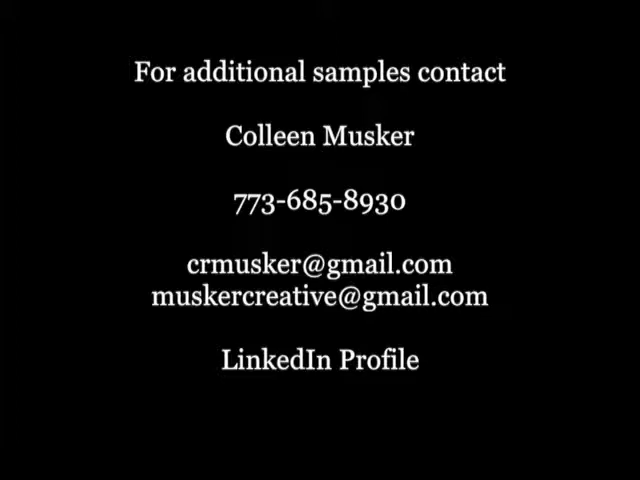 For additional samples contact
Colleen Musker
773-685-8930
crmusker@gmail.com
muskercreative@gmail.com
LinkedIn Profile